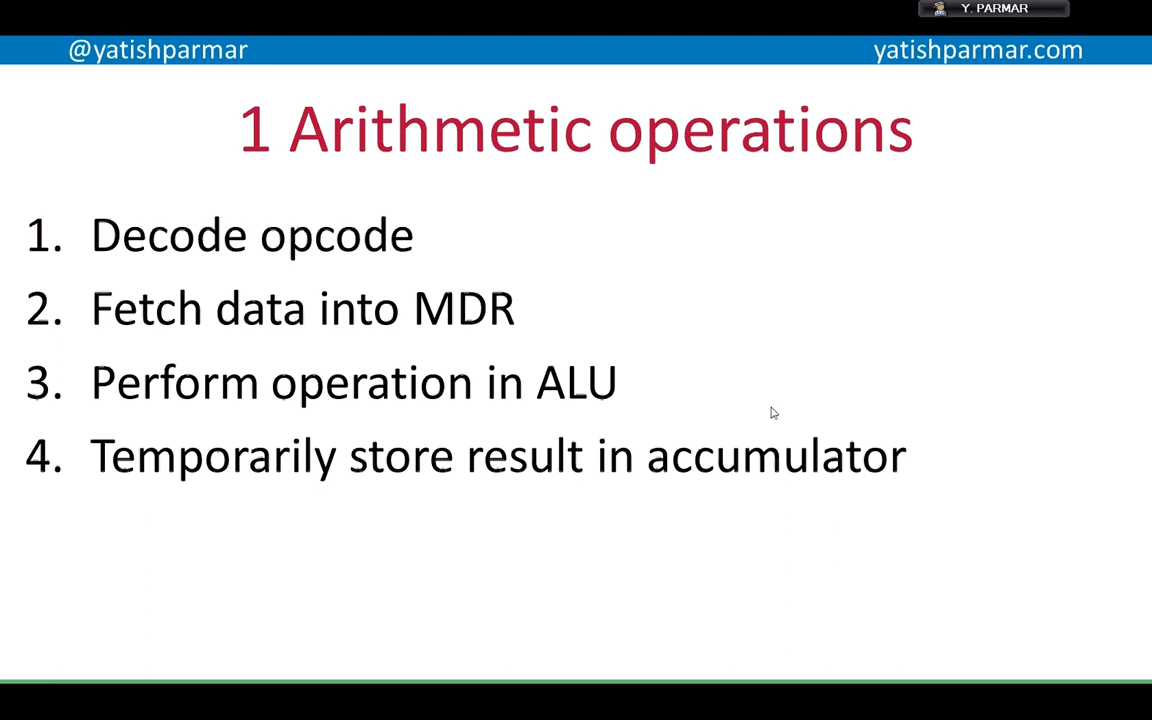 Y. PARMAR
@yatishparmar yatishparmar.com
1 Arithmetic operations
1. Decode opcode
2. Fetch data into MDR
3. Perform operation in ALU
4. Temporarily store result in accumulator